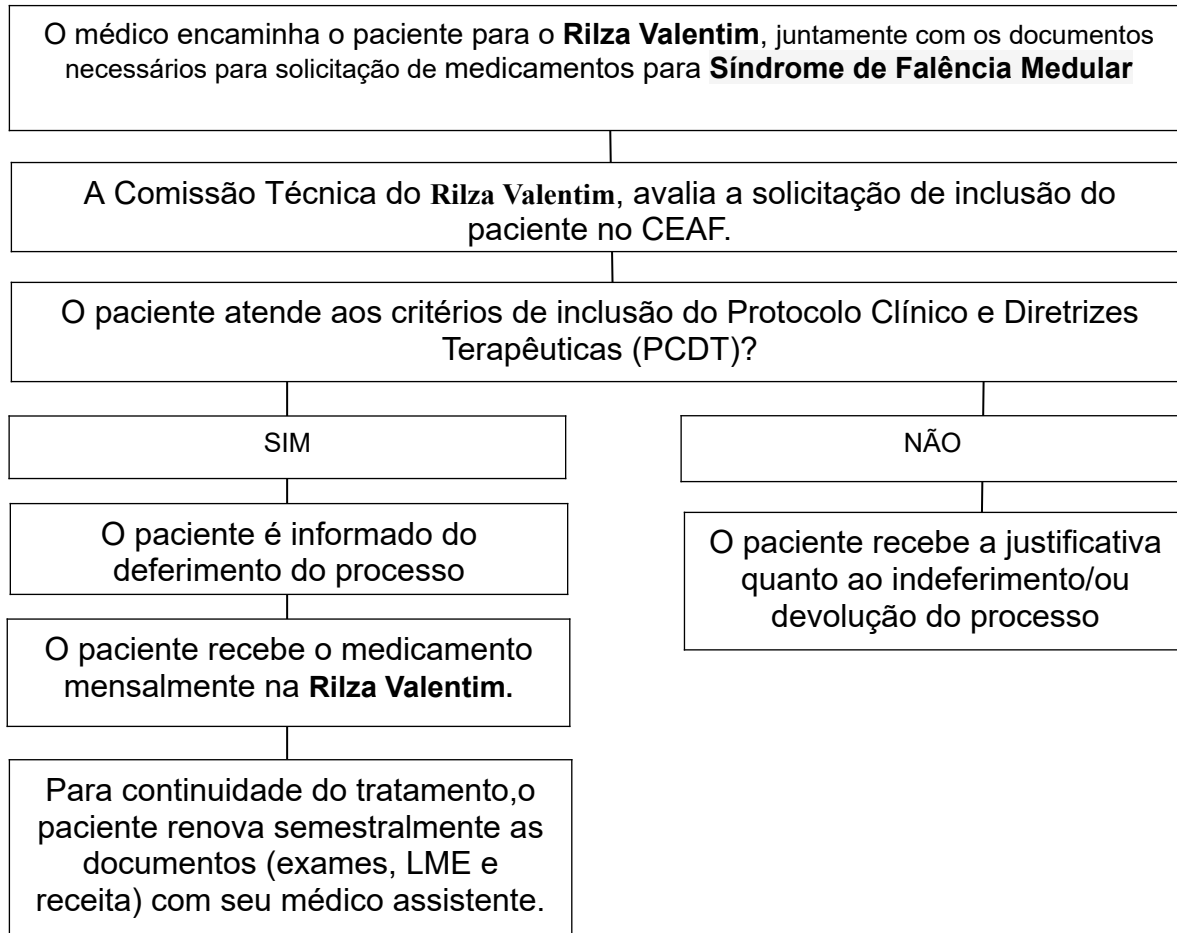 O médico encaminha o paciente para o Rilza Valentim, juntamente com os documentos
necessários para solicitação de medicamentos para Síndrome de Falência Medular
A Comissão Técnica do Rilza Valentim, avalia a solicitação de inclusão do
paciente no CEAF.
O paciente atende aos critérios de inclusão do Protocolo Clínico e Diretrizes
Terapêuticas (PCDT)?
SIM
NÃO
O paciente é informado do
deferimento do processo
O paciente recebe a justificativa
quanto ao indeferimento/ou
devolução do processo
O paciente recebe o medicamento
mensalmente na Rilza Valentim.
Para continuidade do tratamento,o
paciente renova semestralmente as
documentos (exames, LME e
receita) com seu médico assistente.